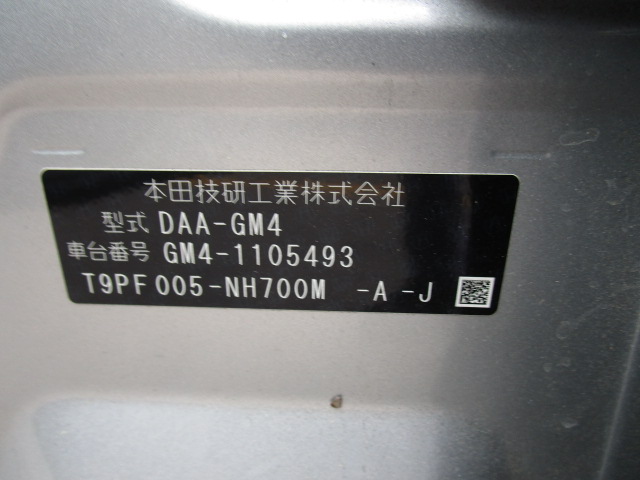 本田技研工業株式会社
型式 DAA-GM4
車台番号 GM4-1105493
T9PF005-NH700M -A -J